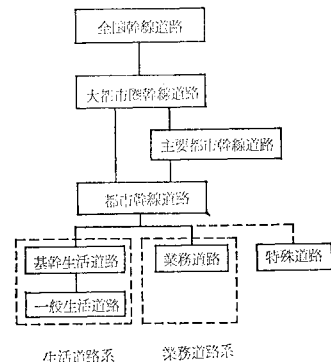 全国幹線道路
大都市圏幹線道路
主要都市幹線道路
都市幹線道路
基幹生活道路 業務道路 特殊道路
一般生活道路
生活道路系 業務道路系